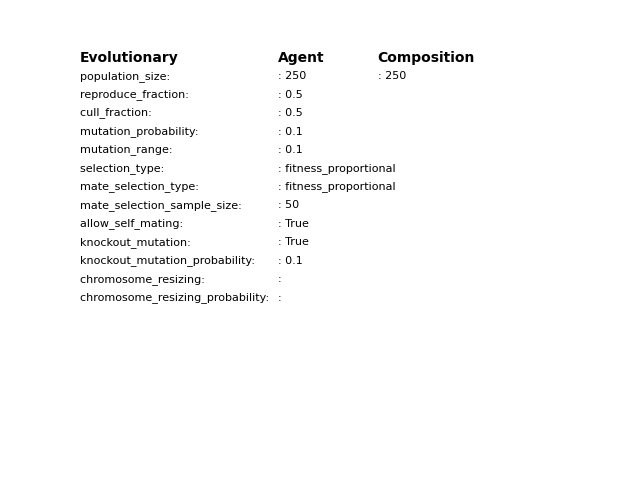 Evolutionary Agent Composition
population_size: : 250 : 250
reproduce_fraction: : 0.5
cull_fraction: : 0.5
mutation_probability: : 0.1
mutation_range: : 0.1
selection_type: : fitness_proportional
mate_selection_type: : fitness_proportional
mate_selection_sample_size: : 50
allow_self_mating: : True
knockout_mutation: : True
knockout_mutation_probability: : 0.1
chromosome_resizing: :
chromosome_resizing_probability: :